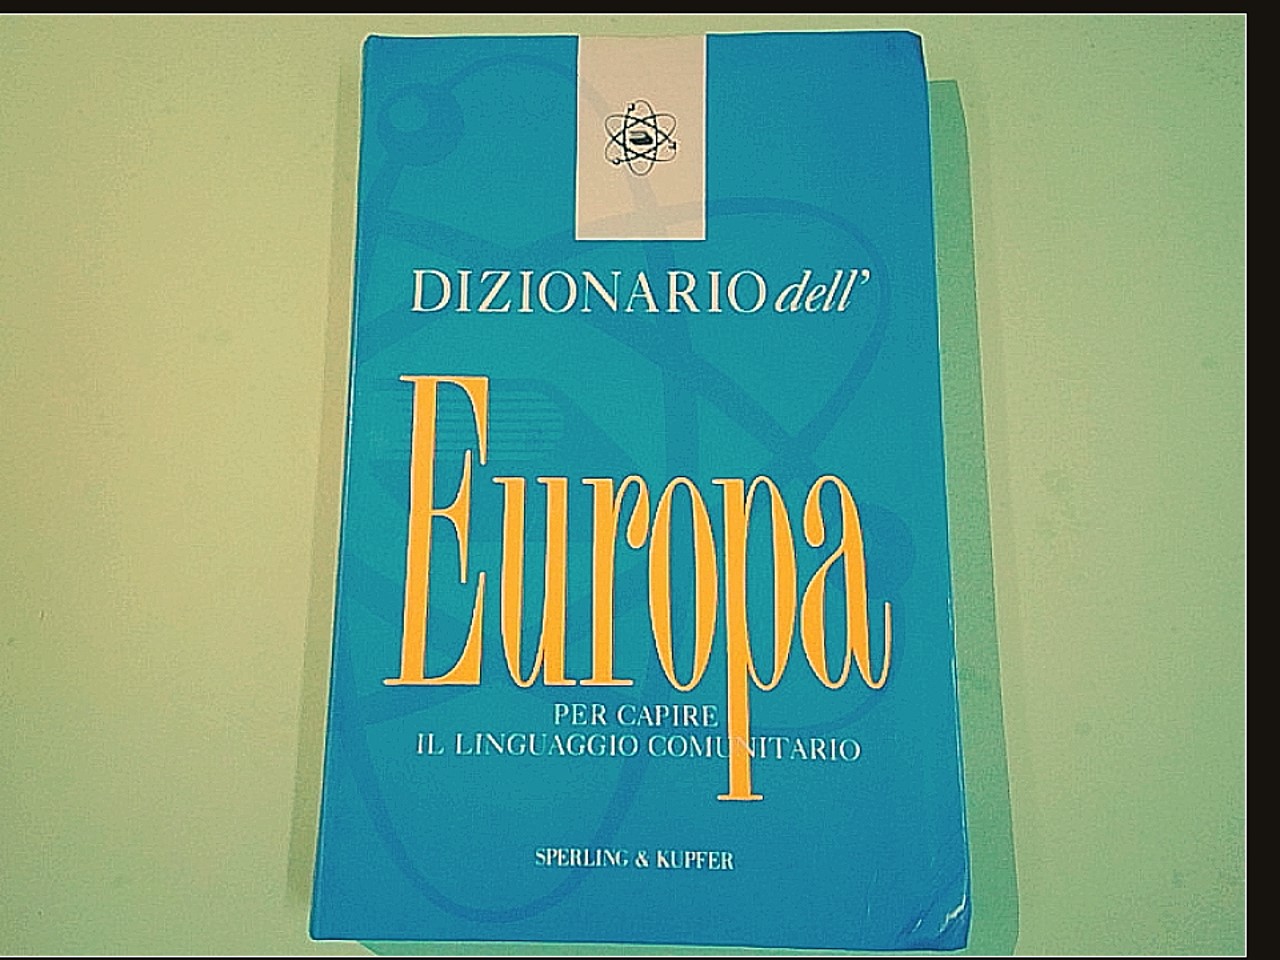 DIZIONARIO dell’
Europa
PER CAPIRE
IL LINGUAGGIO COMUNITARIO
SPERLING & KUPFER